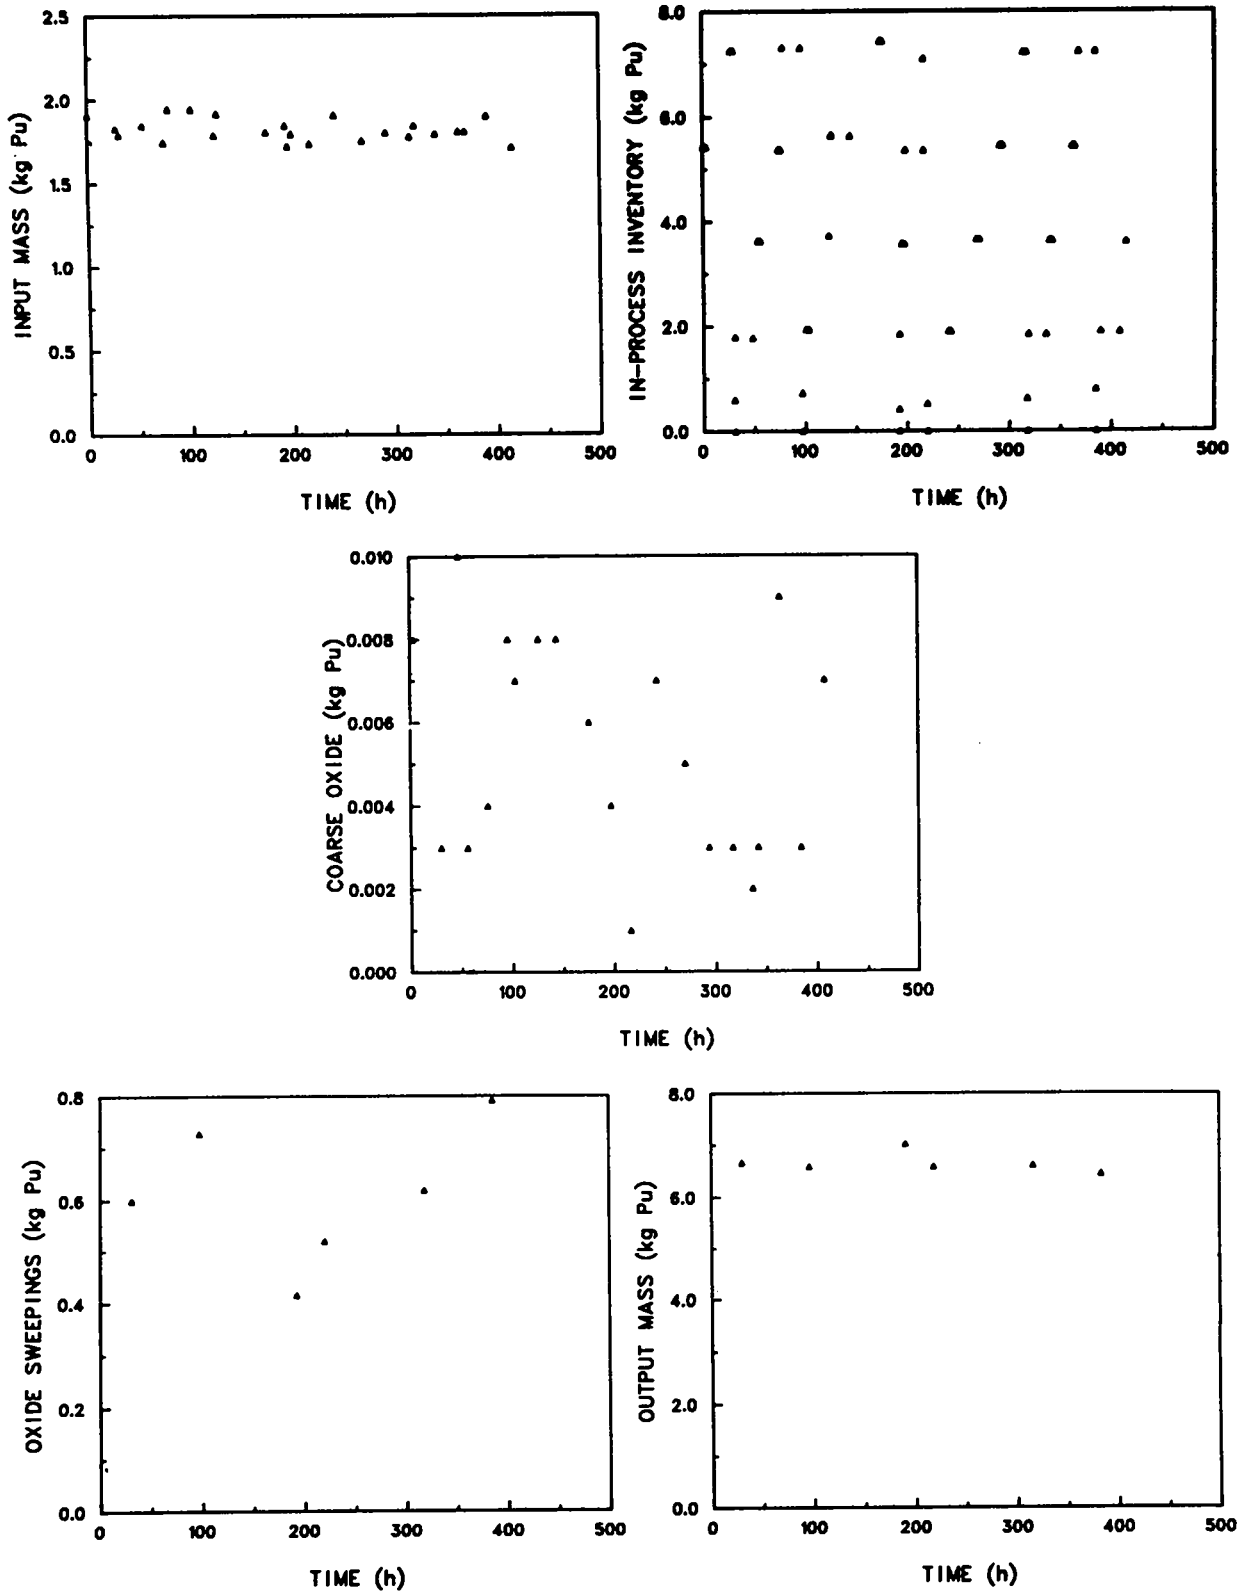 2.5
2.0
1.5
1.0
0.5
0.0
INPUT MASS (kg Pu)
0 100 200 300 400 500
TIME (h)
8.0
6.0
4.0
2.0
0.0
IN-PROCESS INVENTORY (kg Pu)
0 100 200 300 400 500
TIME (h)
0.010
0.008
0.006
0.004
0.002
0.000
COARSE OXIDE (kg Pu)
0 100 200 300 400 500
TIME (h)
0.8
0.6
0.4
0.2
0.0
OXIDE SWEEPINGS (kg Pu)
0 100 200 300 400 500
TIME (h)
8.0
6.0
4.0
2.0
0.0
OUTPUT MASS (kg Pu)
0 100 200 300 400 500
TIME (h)